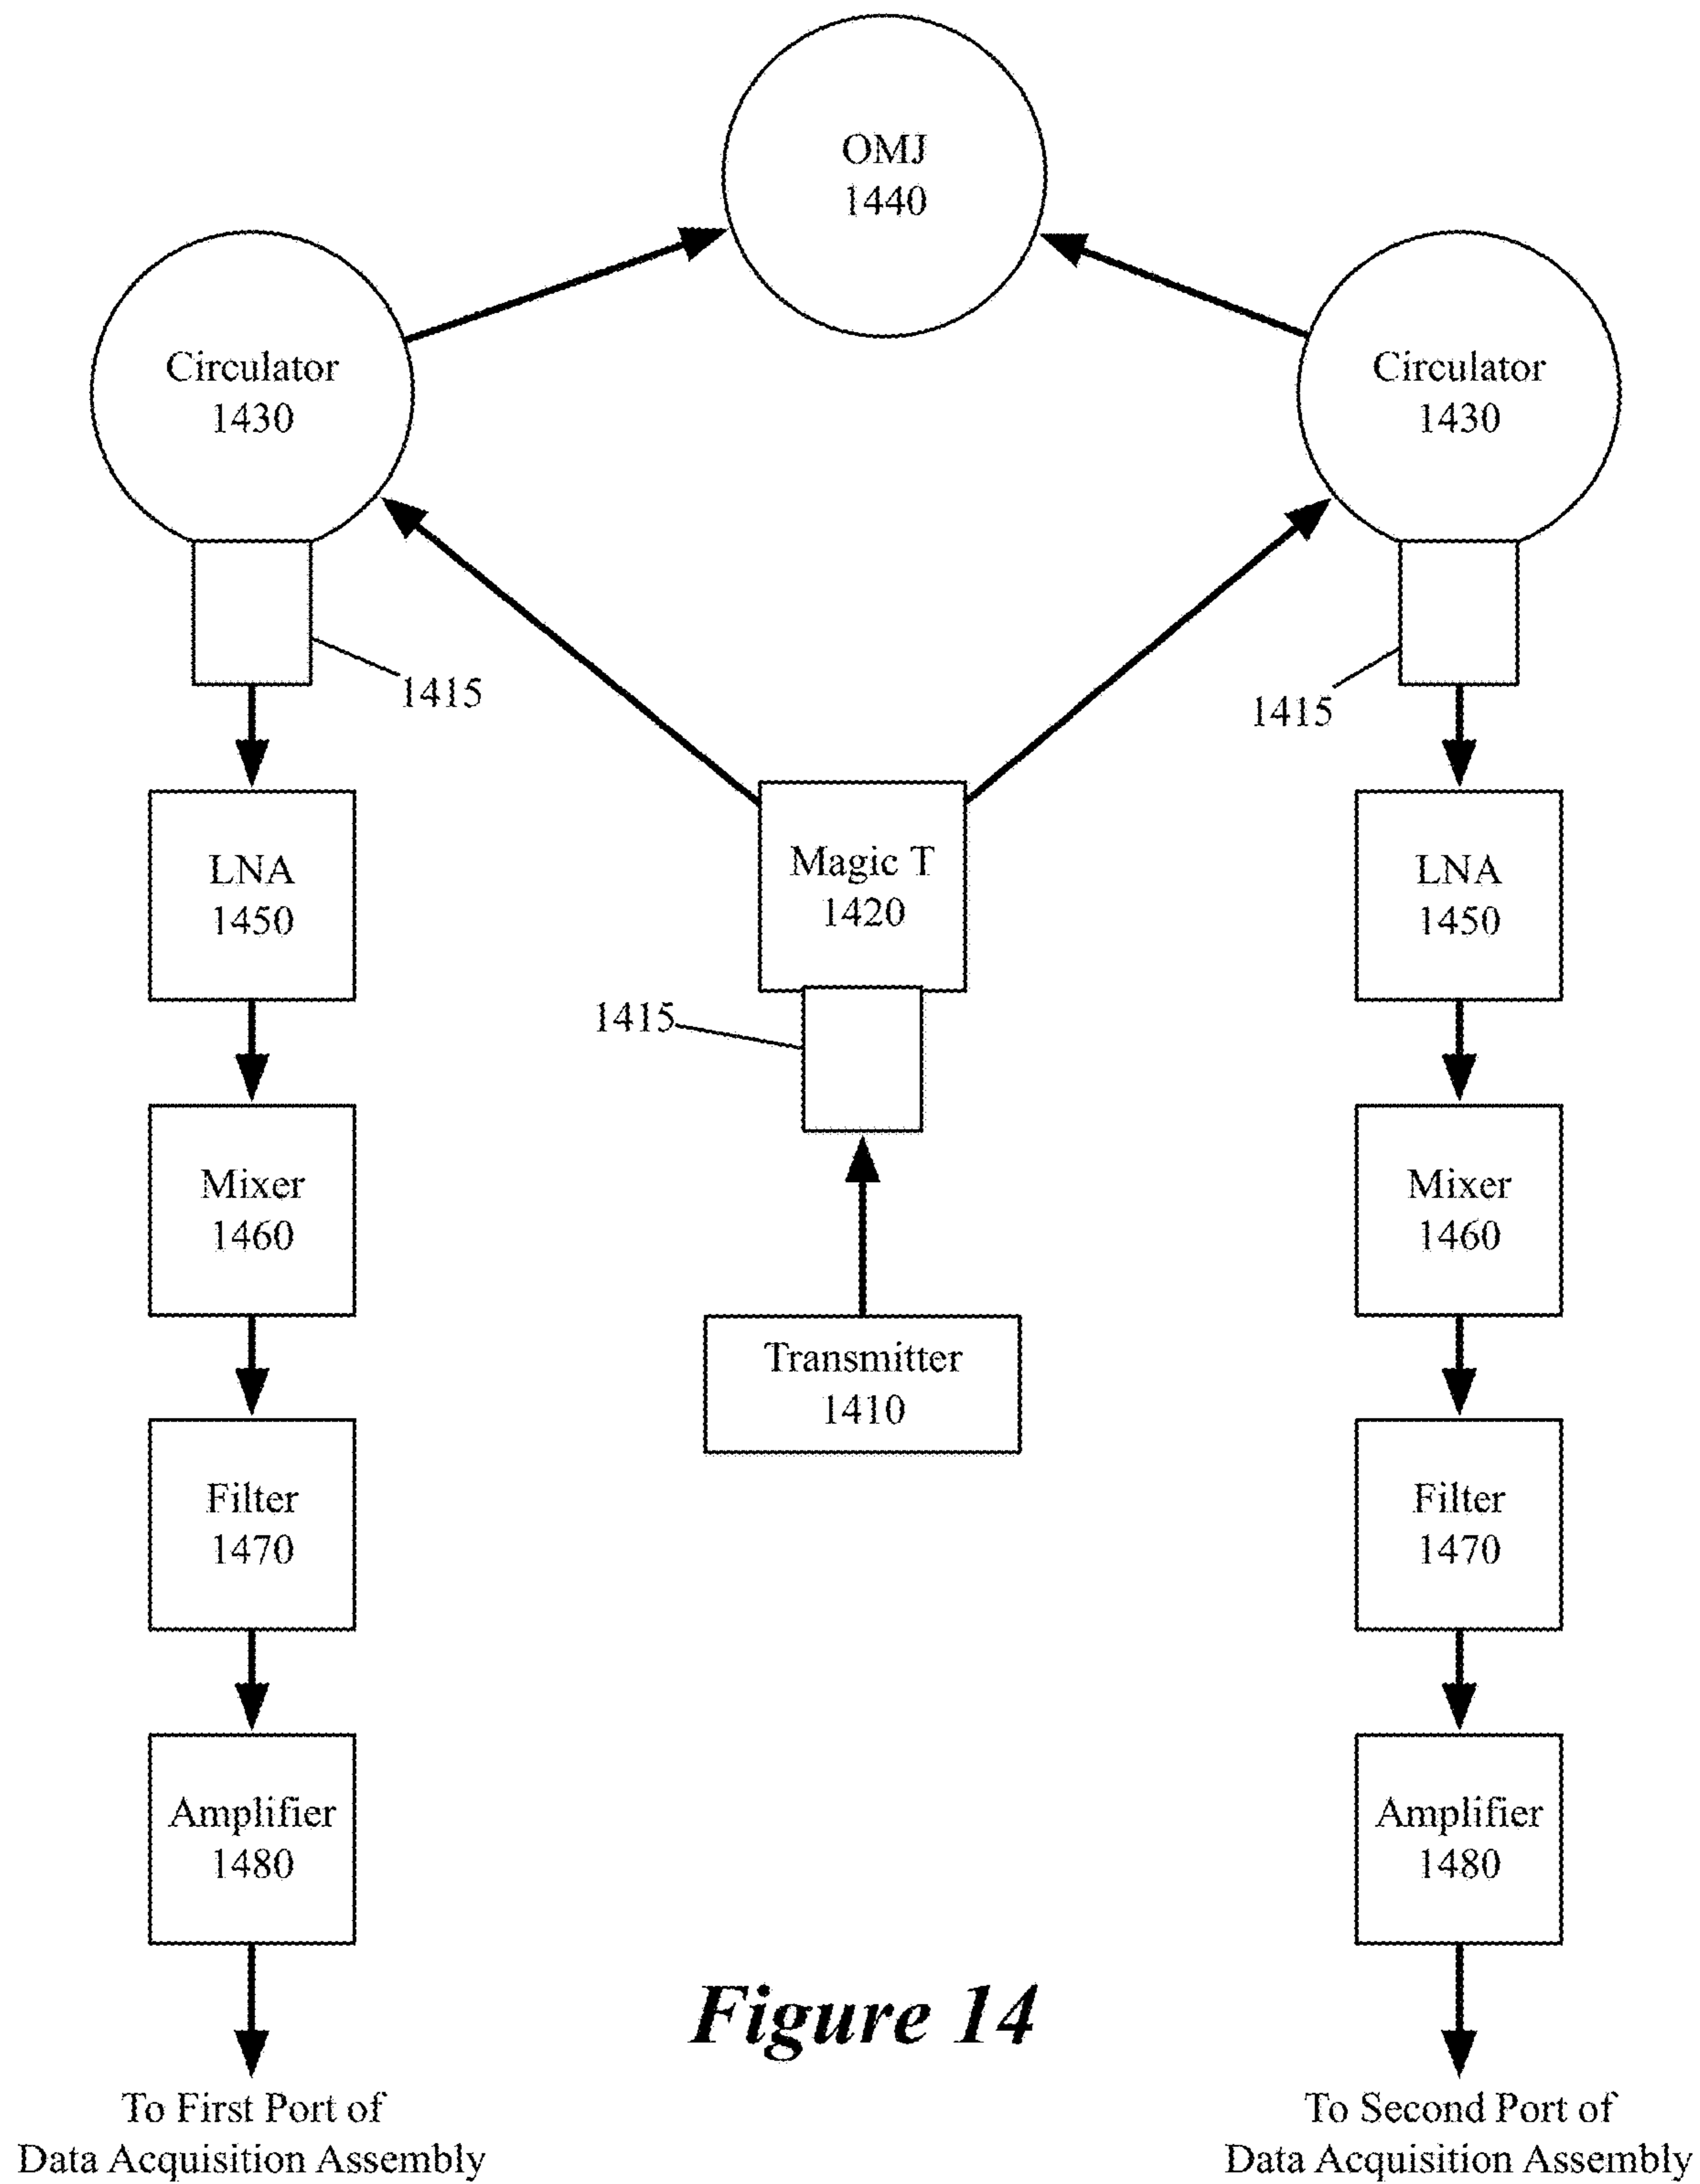 OMJ
1440
Circulator
1430
Circulator
1430
1415
1415
LNA
1450
Magic T
1420
LNA
1450
1415
Mixer
1460
Mixer
1460
Transmitter
1410
Filter
1470
Filter
1470
Amplifier
1480
Amplifier
1480
Figure 14
To First Port of
Data Acquisition Assembly
To Second Port of
Data Acquisition Assembly